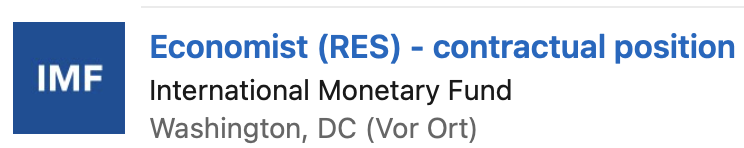 IMF
Economist (RES) - contractual position
International Monetary Fund
Washington, DC (Vor Ort)